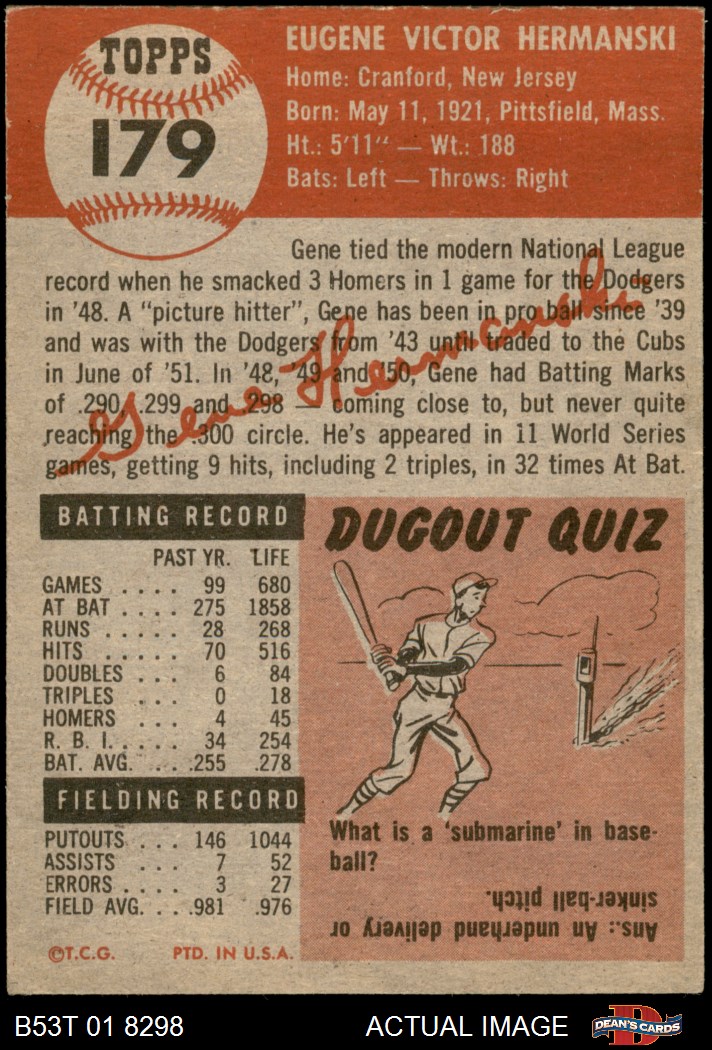 TOPPS
179
EUGENE VICTOR HERMANSKI
Home: Cranford, New Jersey
Born: May 11, 1921, Pittsfield, Mass.
Ht.: 5'11" — Wt.: 188
Bats: Left — Throws: Right
Gene tied the modern National League
record when he smacked 3 Homers in 1 game for the Dodgers
in '48. A "picture hitter", Gene has been in pro ball since '39
and was with the Dodgers from '43 until traded to the Cubs
in June of '51. In '48, '49 and '50, Gene had Batting Marks
of .290, .299 and .298 — coming close to, but never quite
reaching the .300 circle. He's appeared in 11 World Series
games, getting 9 hits, including 2 triples, in 32 times At Bat.
Gene Hermanski
BATTING RECORD
PAST YR. LIFE
GAMES .... 99 680
AT BAT .... 275 1858
RUNS ..... 28 268
HITS ..... 70 516
DOUBLES ... 6 84
TRIPLES ... 0 18
HOMERS ... 4 45
R. B. I. .... 34 254
BAT. AVG. ... .255 .278
FIELDING RECORD
PUTOUTS ... 146 1044
ASSISTS ... 7 52
ERRORS .... 3 27
FIELD AVG. .. .981 .976
©T.C.G. PTD. IN U.S.A.
DUGOUT QUIZ
What is a 'submarine' in base-
ball?
Ans.: An underhand delivery or
sinker-ball pitch.
B53T 01 8298 ACTUAL IMAGE
DEAN'S CARDS